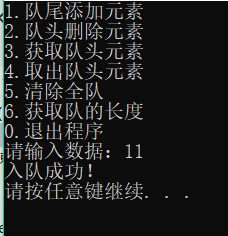 1.队尾添加元素
2.队头删除元素
3.获取队头元素
4.取出队头元素
5.清除全队
6.获取队的长度
0.退出程序
请输入数据：11
入队成功！
请按任意键继续. . .